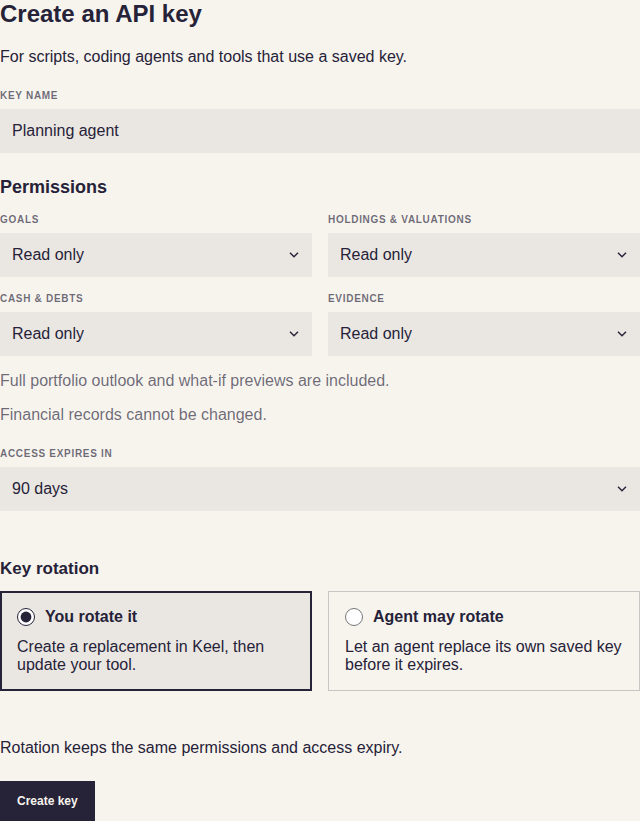 Create an API key
For scripts, coding agents and tools that use a saved key.
KEY NAME
Planning agent
Permissions
GOALS
Read only
HOLDINGS & VALUATIONS
Read only
CASH & DEBTS
Read only
EVIDENCE
Read only
Full portfolio outlook and what-if previews are included.
Financial records cannot be changed.
ACCESS EXPIRES IN
90 days
Key rotation
You rotate it
Create a replacement in Keel, then
update your tool.
Agent may rotate
Let an agent replace its own saved key
before it expires.
Rotation keeps the same permissions and access expiry.
Create key